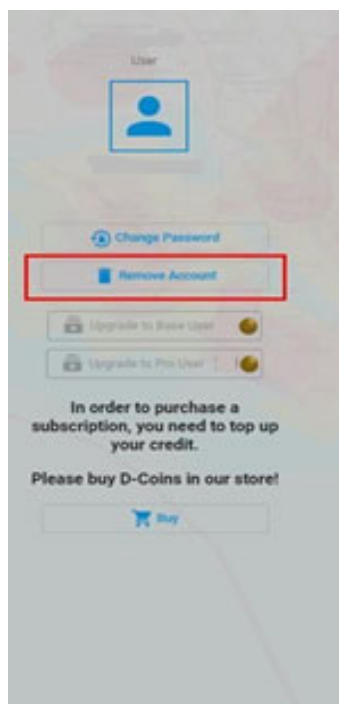 User
Change Password
Remove Account
Upgrade to Base User
Upgrade to Pro User
In order to purchase a
subscription, you need to top up
your credit.
Please buy D-Coins in our store!
Buy